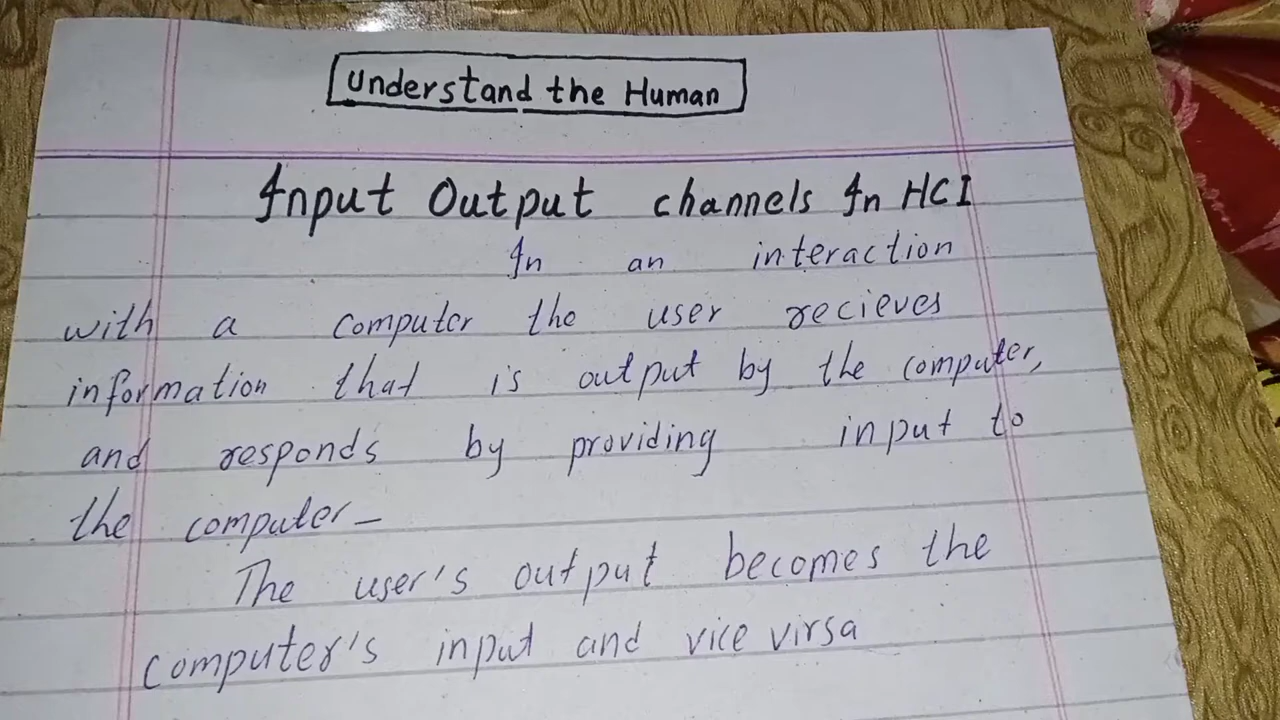 Understand the Human
Input Output channels In HCI
In an interaction
with a computer the user recieves
information that is output by the computer,
and responds by providing input to
the computer_
The user's output becomes the
computer's input and vice virsa